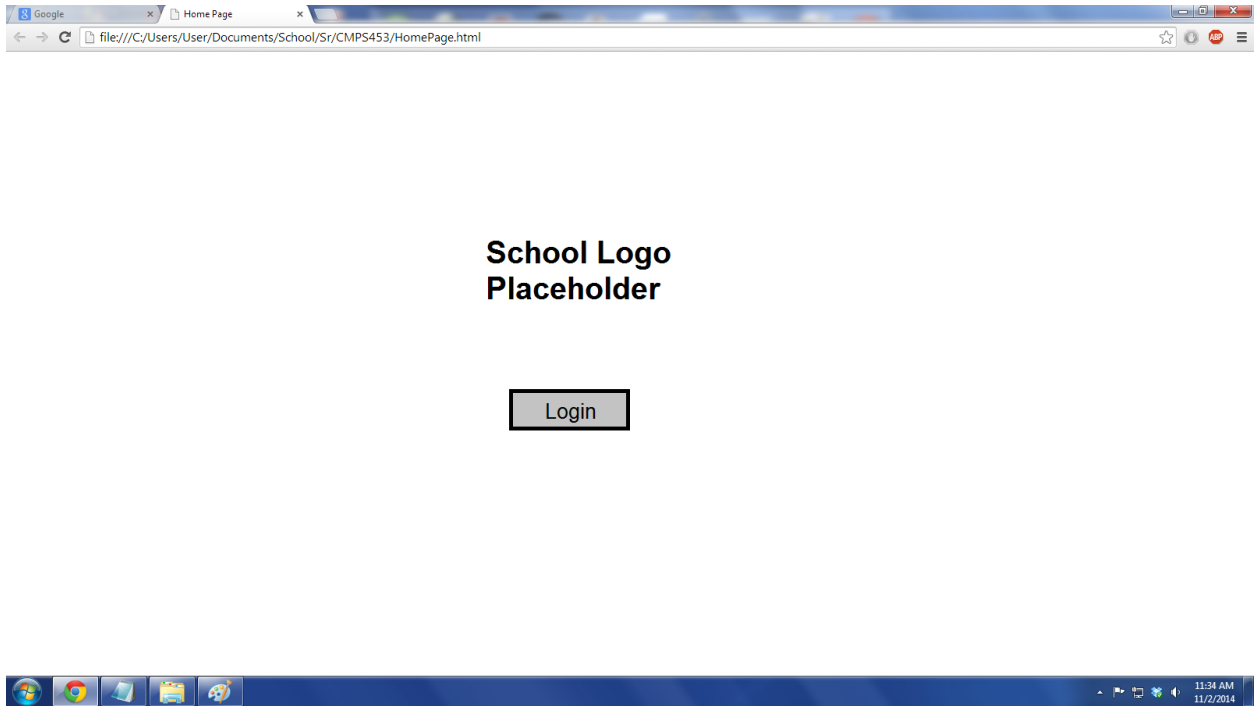 Google
Home Page
file:///C:/Users/User/Documents/School/Sr/CMPS453/HomePage.html
ABP
School Logo
Placeholder
Login
11:34 AM
11/2/2014